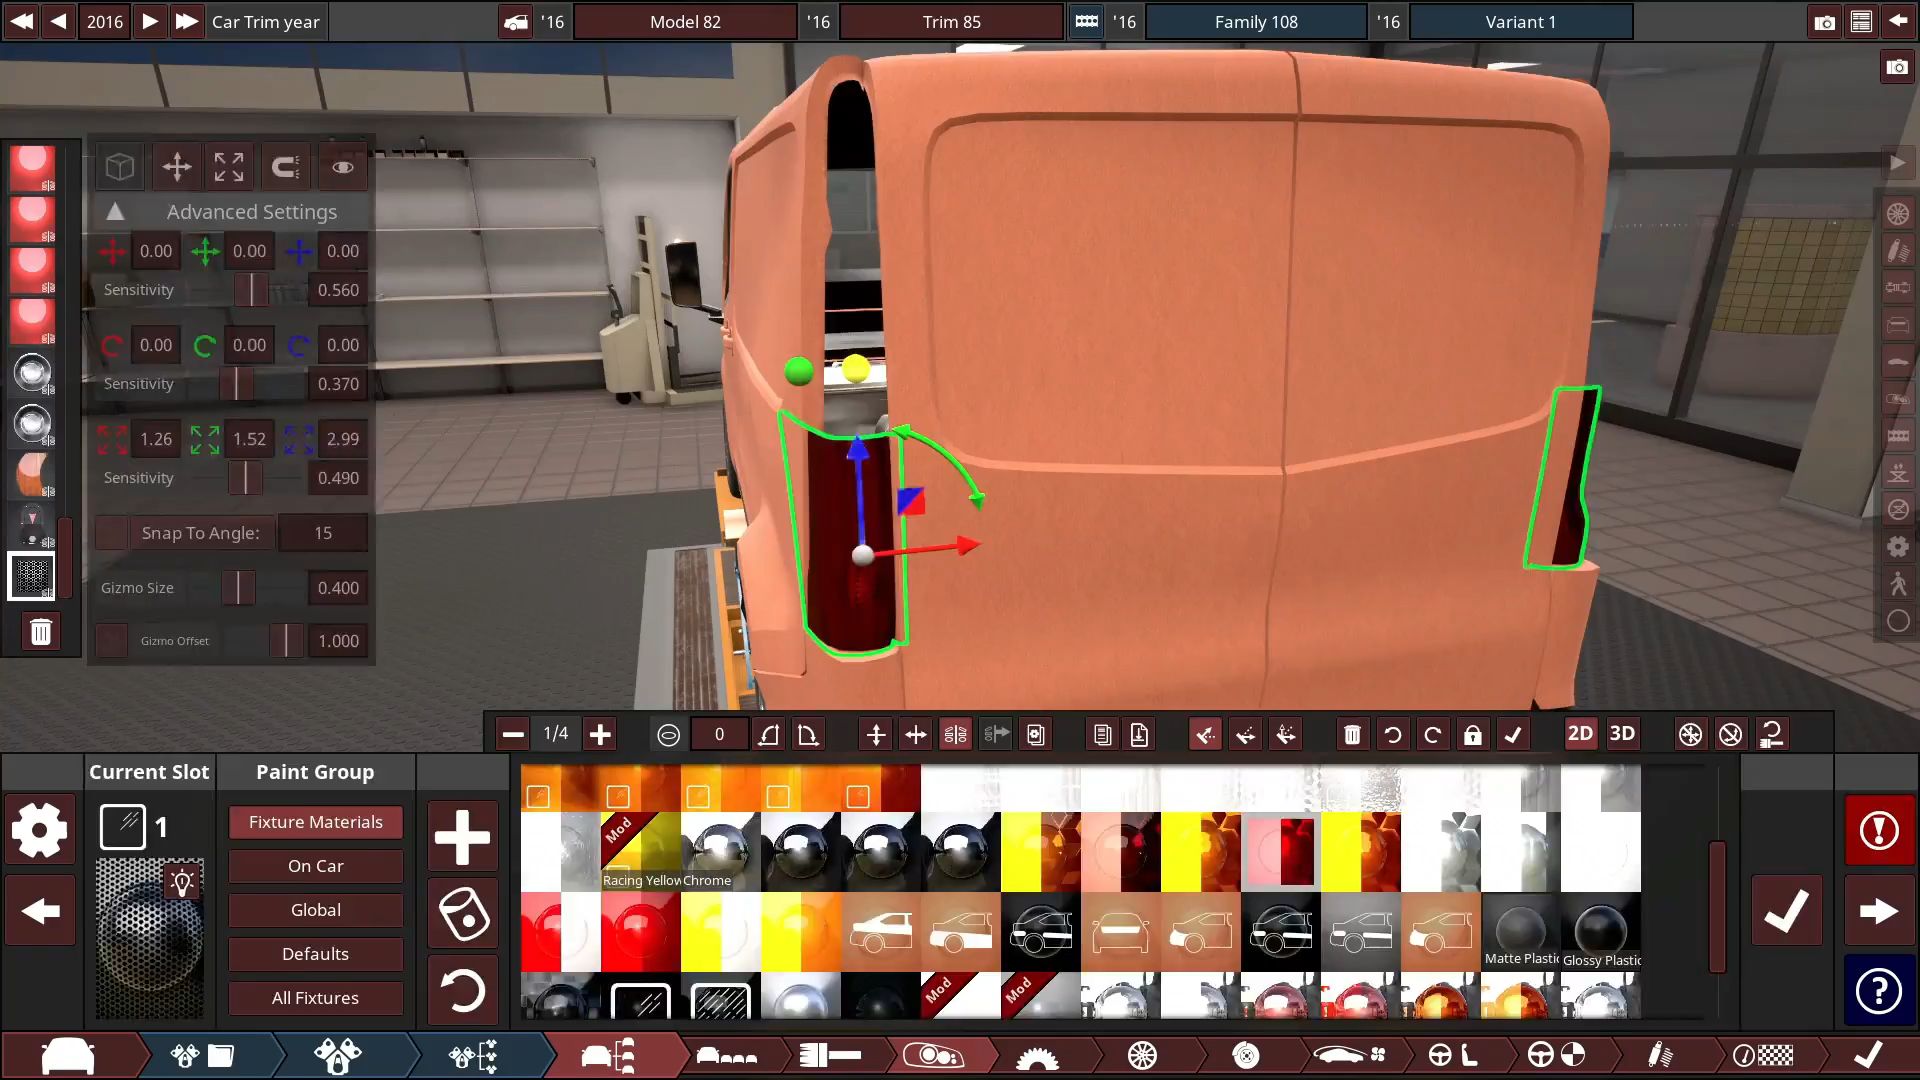 2016 Car Trim year '16 Model 82 '16 Trim 85 '16 Family 108 '16 Variant 1
Advanced Settings
0.00 0.00 0.00
Sensitivity 0.560
0.00 0.00 0.00
Sensitivity 0.370
1.26 1.52 2.99
Sensitivity 0.490
Snap To Angle: 15
Gizmo Size 0.400
Gizmo Offset 1.000
1/4 0 2D 3D
Current Slot
1
Paint Group
Fixture Materials
On Car
Global
Defaults
All Fixtures
Mod
Racing Yellow Chrome
Matte Plastic Glossy Plastic
Mod Mod